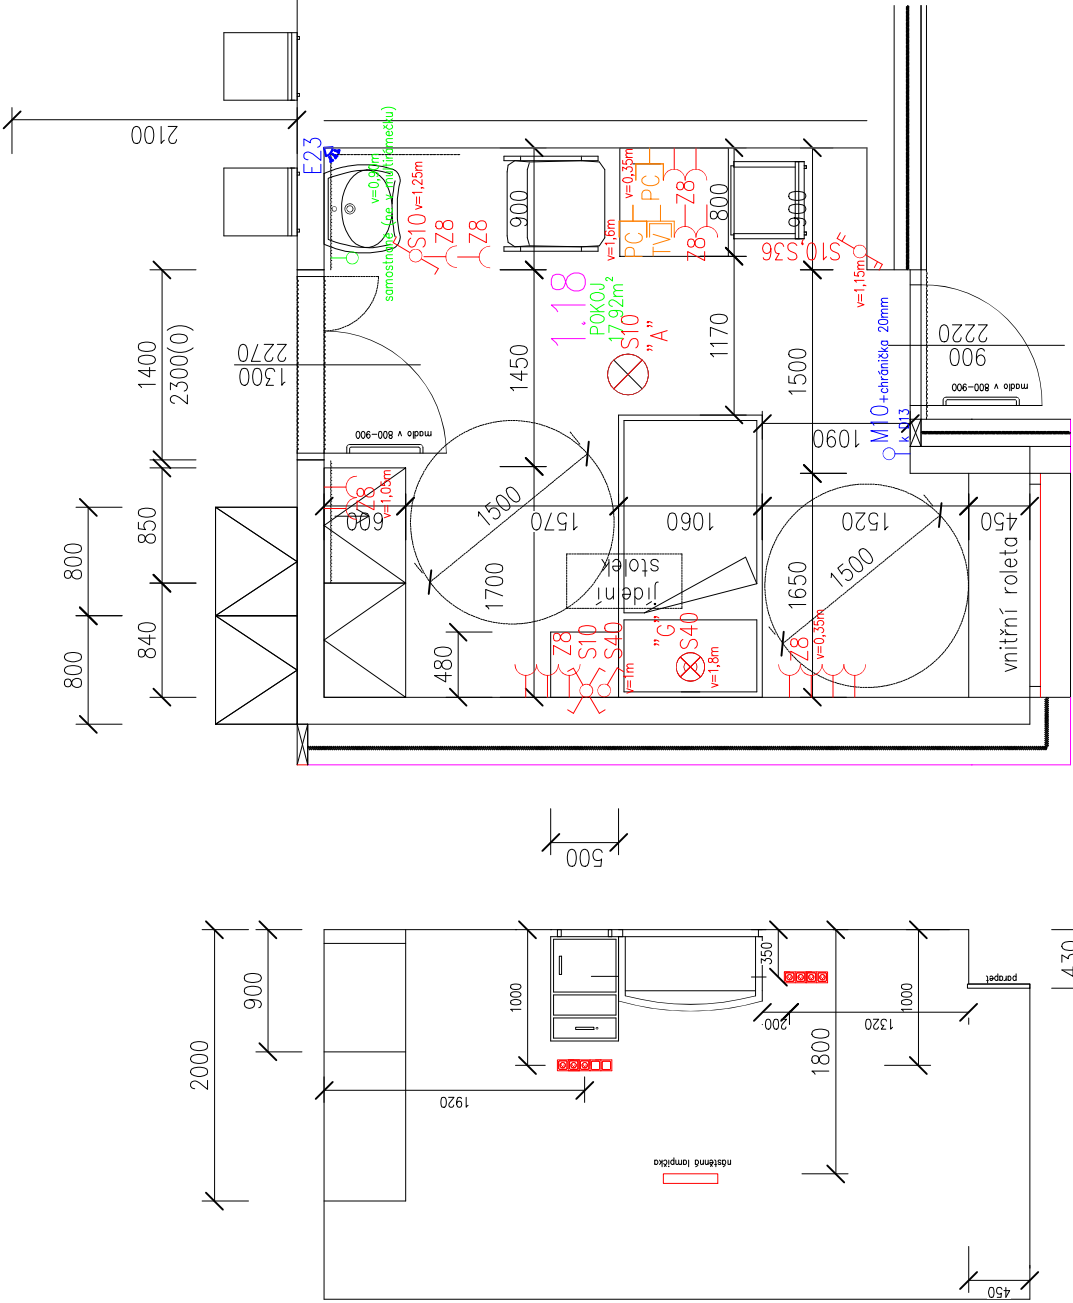 2100
E23
v=0.9m
v=1,25m
samostatně (ne v multirámečku)
S10
Z8
Z8
900
v=0,35m
PC
PC
TV
v=1,6m
Z8
Z8
800
900
S10,S36
v=1,15m
1.18
POKOJ
17.92m²
S10
"A"
1400
2300(0)
2270
1300
1450
1170
1500
2220
900
madlo v 800-900
madlo v 800-900
M10+chránička 20mm
k D13
1090
Z8
v=1,05m
600
1500
1570
1060
1520
450
800
850
1700
jídelní
stolek
1500
1650
vnitřní roleta
800
840
480
Z8
S10
S40
v=1m
"G"
S40
v=1,8m
Z8
v=0,35m
500
2000
900
1000
350
200
1320
1000
1800
430
parapet
1920
nástěnná lampička
450